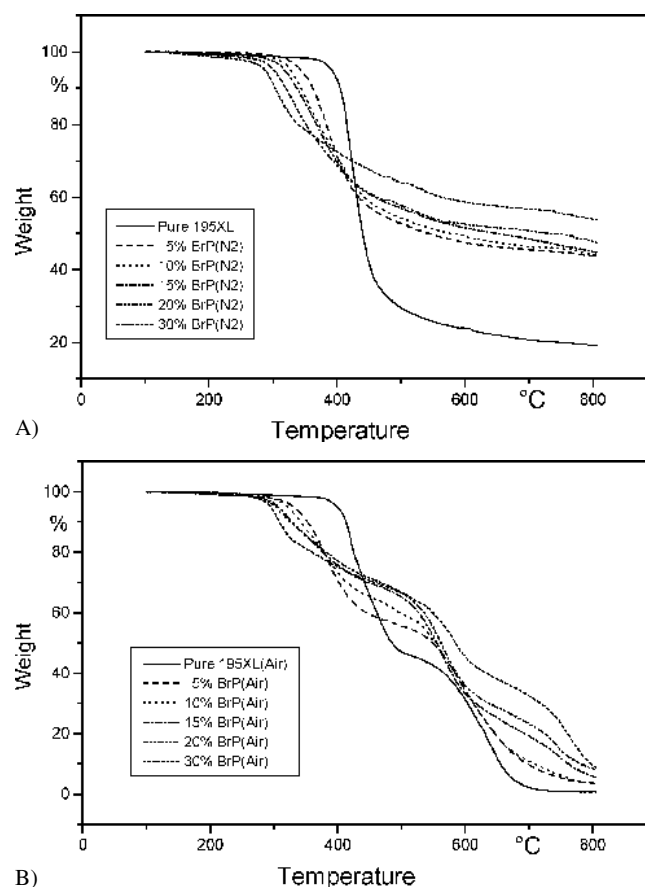 100
%
80
60
40
20
Weight
Pure 195XL
5% BrP(N2)
10% BrP(N2)
15% BrP(N2)
20% BrP(N2)
30% BrP(N2)
0
200
400
600
°C
800
Temperature
A)
100
%
80
60
40
20
0
Weight
Pure 195XL(Air)
5% BrP(Air)
10% BrP(Air)
15% BrP(Air)
20% BrP(Air)
30% BrP(Air)
0
200
400
600
°C
800
Temperature
B)